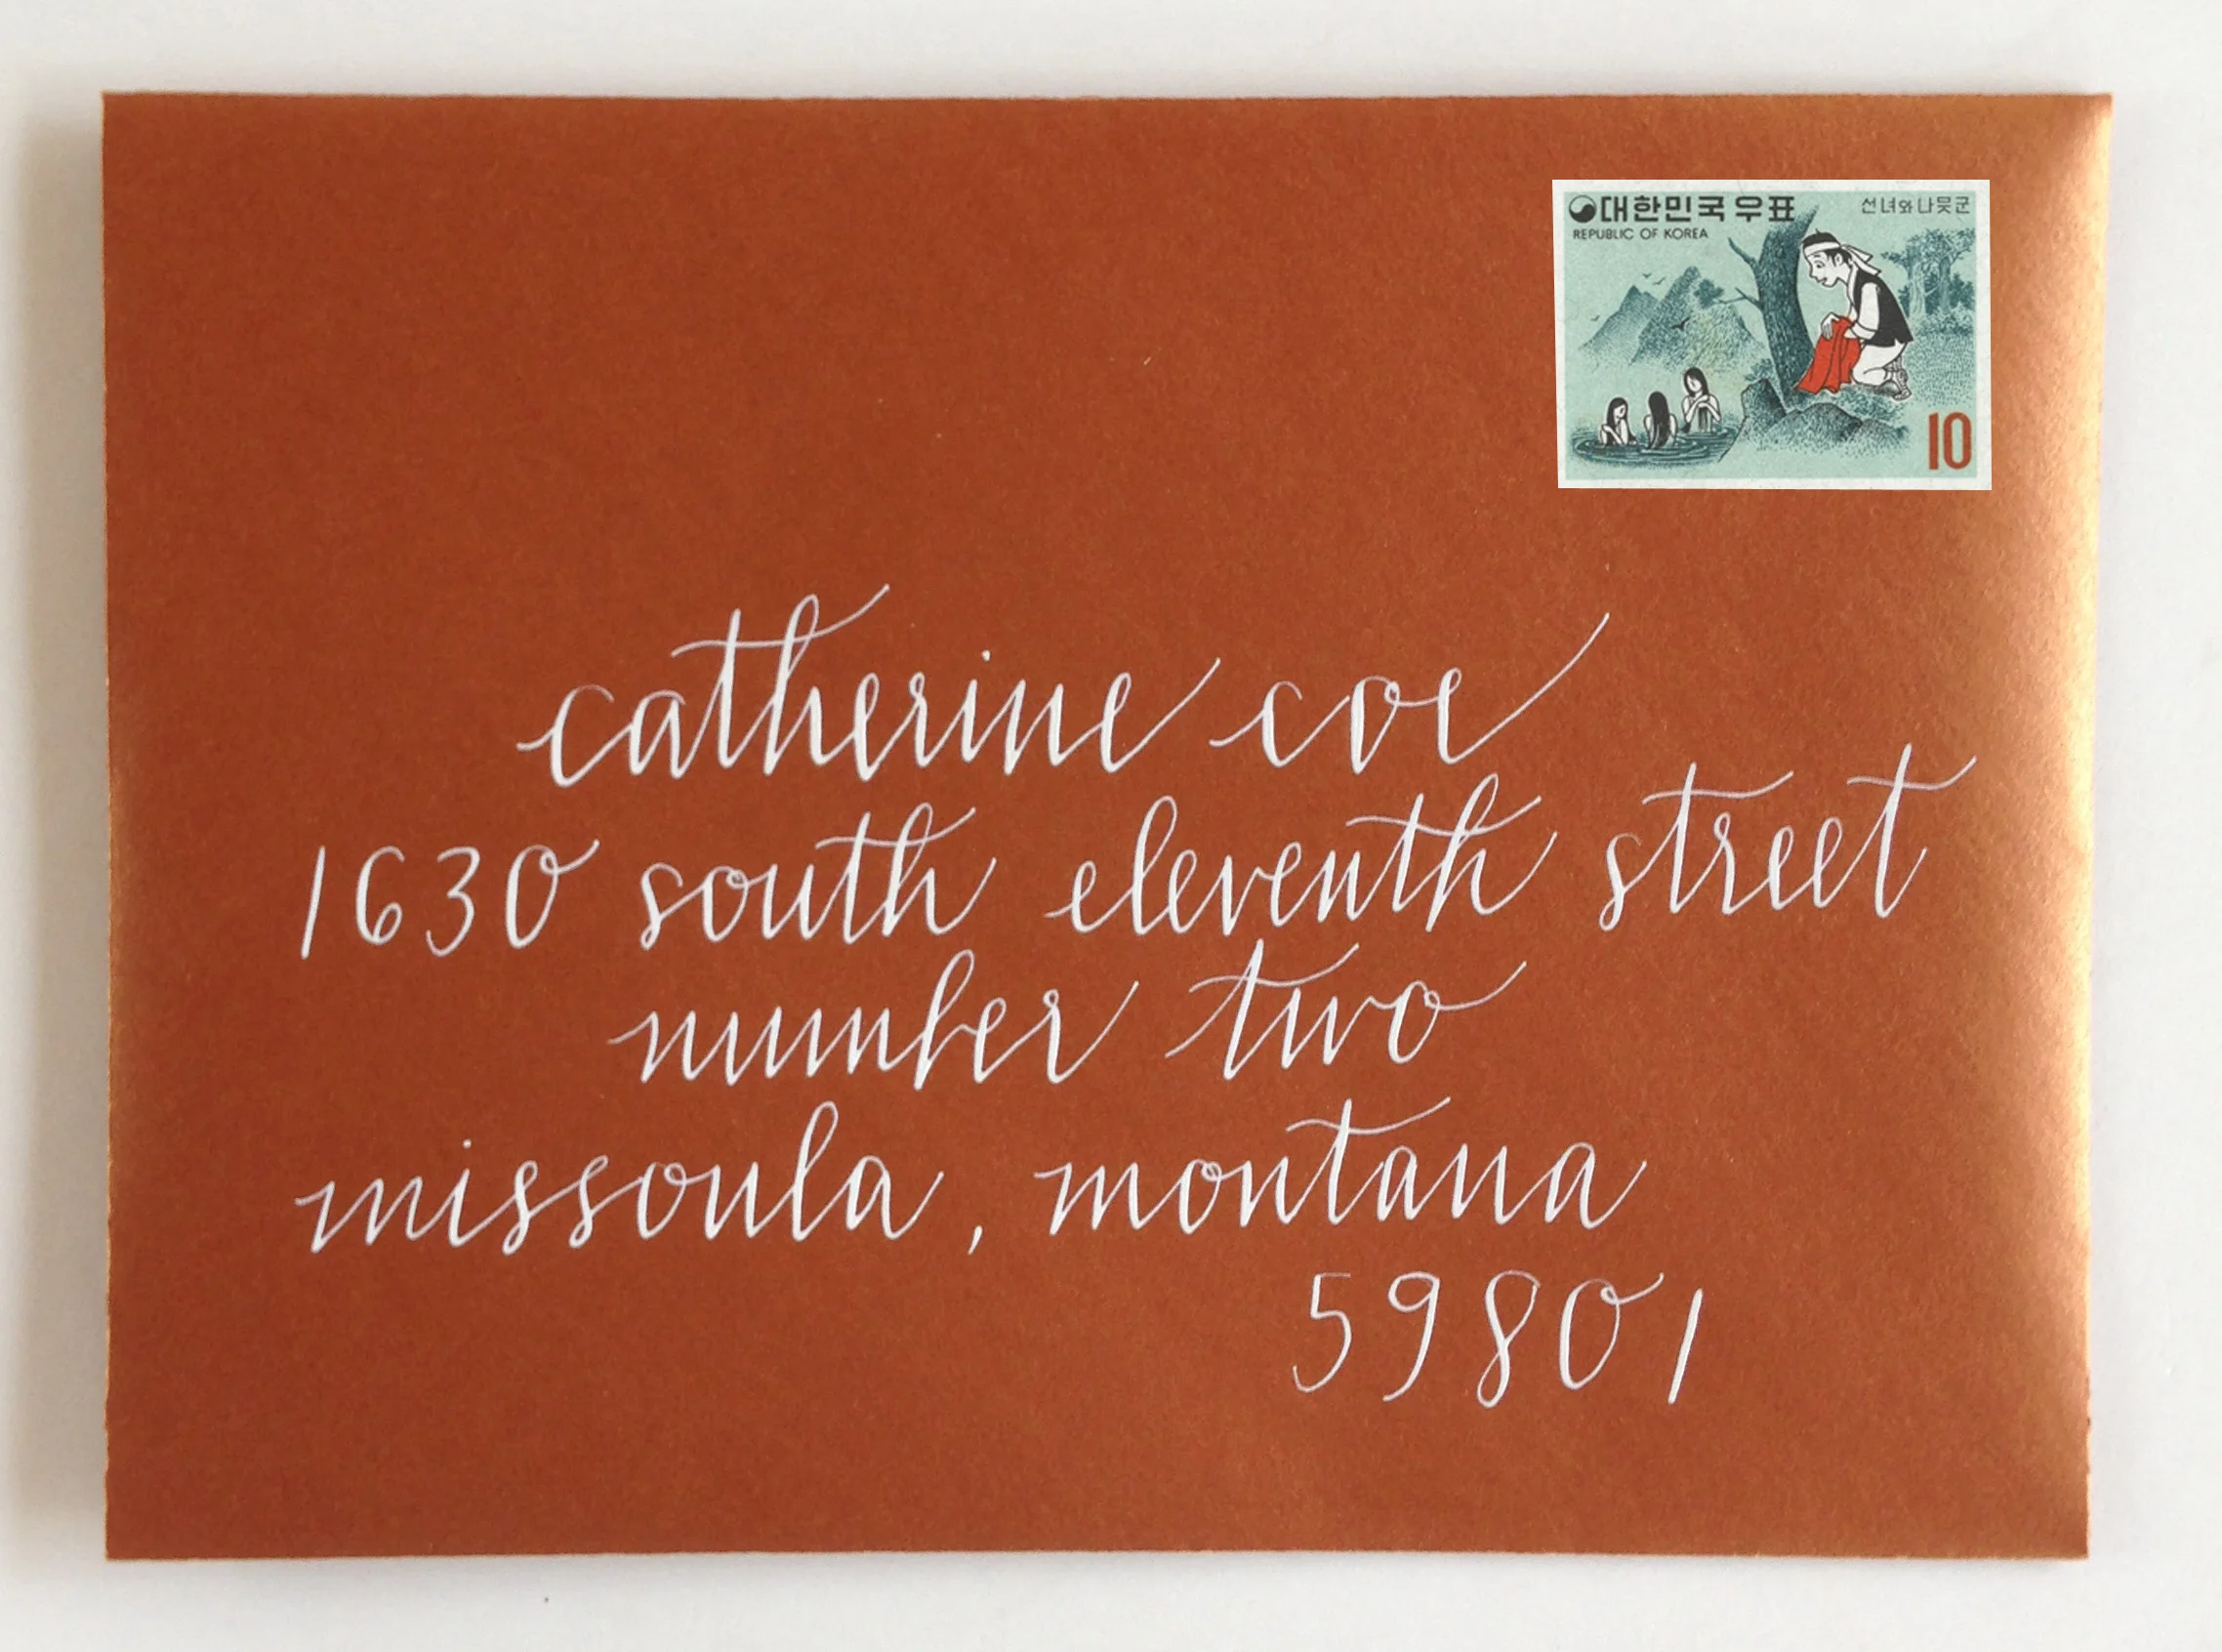 대한민국 우표 선녀와 나뭇군
REPUBLIC OF KOREA
10
catherine coe
1630 south eleventh street
number two
missoula, montana
59801